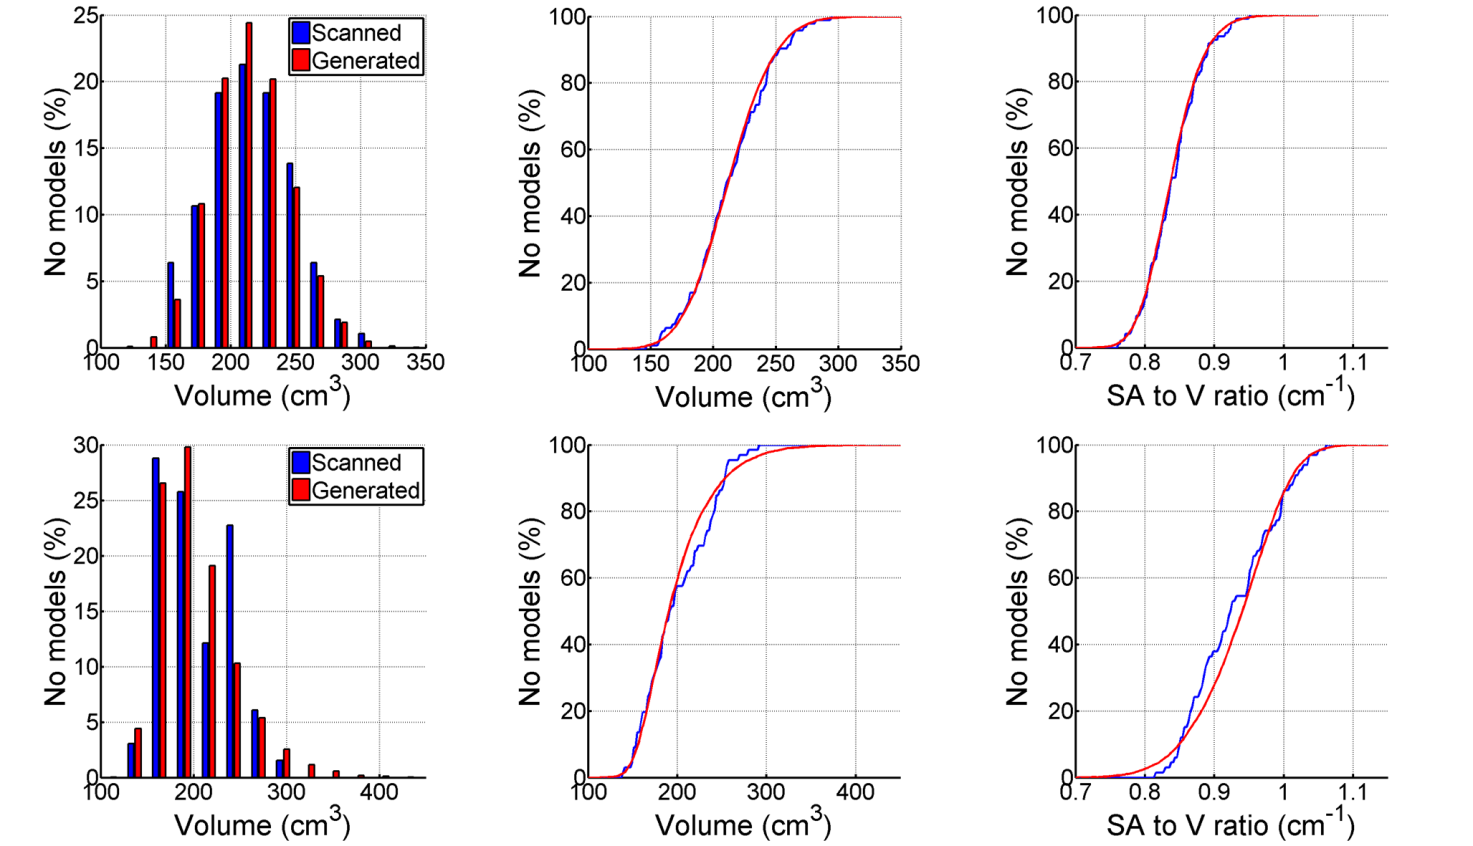 25
20
15
10
5
0
No models (%)
Scanned
Generated
100 150 200 250 300 350
Volume (cm³)
100
80
60
40
20
0
No models (%)
100 150 200 250 300 350
Volume (cm³)
100
80
60
40
20
0
No models (%)
0.7 0.8 0.9 1 1.1
SA to V ratio (cm⁻¹)
30
25
20
15
10
5
0
No models (%)
Scanned
Generated
100 200 300 400
Volume (cm³)
100
80
60
40
20
0
No models (%)
100 200 300 400
Volume (cm³)
100
80
60
40
20
0
No models (%)
0.7 0.8 0.9 1 1.1
SA to V ratio (cm⁻¹)